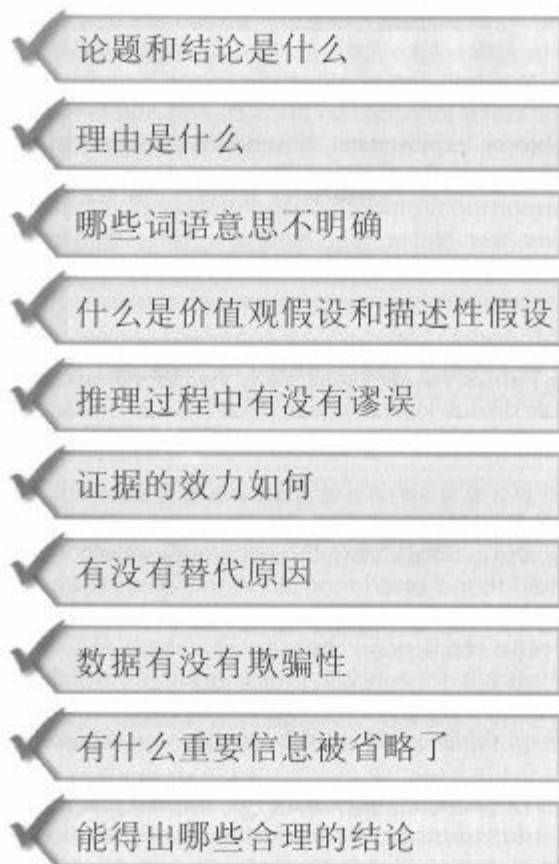 论题和结论是什么
理由是什么
哪些词语意思不明确
什么是价值观假设和描述性假设
推理过程中有没有谬误
证据的效力如何
有没有替代原因
数据有没有欺骗性
有什么重要信息被省略了
能得出哪些合理的结论